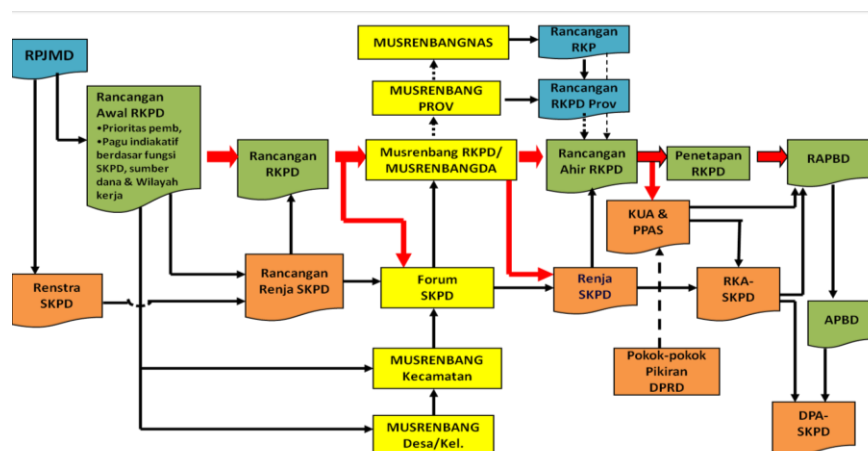 RPJMD
Rancangan
Awal RKPD
•Prioritas pemb,
•Pagu indiakatif
berdasar fungsi
SKPD, sumber
dana & Wilayah
kerja
Renstra
SKPD
Rancangan
RKPD
Rancangan
Renja SKPD
MUSRENBANGNAS
MUSRENBANG
PROV
Musrenbang RKPD/
MUSRENBANGDA
Forum
SKPD
MUSRENBANG
Kecamatan
MUSRENBANG
Desa/Kel.
Rancangan
RKP
Rancangan
RKPD Prov
Rancangan
Ahir RKPD
Renja
SKPD
Penetapan
RKPD
KUA &
PPAS
Pokok-pokok
Pikiran
DPRD
RKA-
SKPD
RAPBD
APBD
DPA-
SKPD